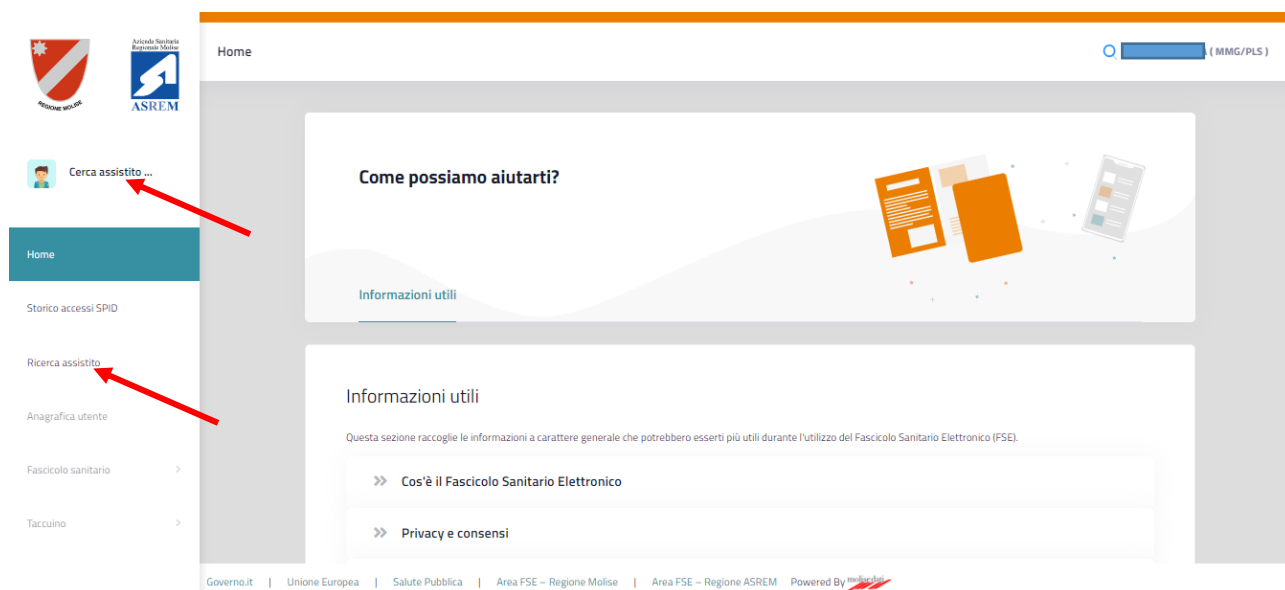 Azienda Sanitaria
Regionale Molise
REGIONE MOLISE
ASREM
Home
( MMG/PLS )
Cerca assistito ...
Home
Storico accessi SPID
Ricerca assistito
Anagrafica utente
Fascicolo sanitario
Taccuino
Come possiamo aiutarti?
Informazioni utili
Informazioni utili
Questa sezione raccoglie le informazioni a carattere generale che potrebbero esserti più utili durante l'utilizzo del Fascicolo Sanitario Elettronico (FSE).
Cos'è il Fascicolo Sanitario Elettronico
Privacy e consensi
Governo.it | Unione Europea | Salute Pubblica | Area FSE – Regione Molise | Area FSE – Regione ASREM Powered By molisedati